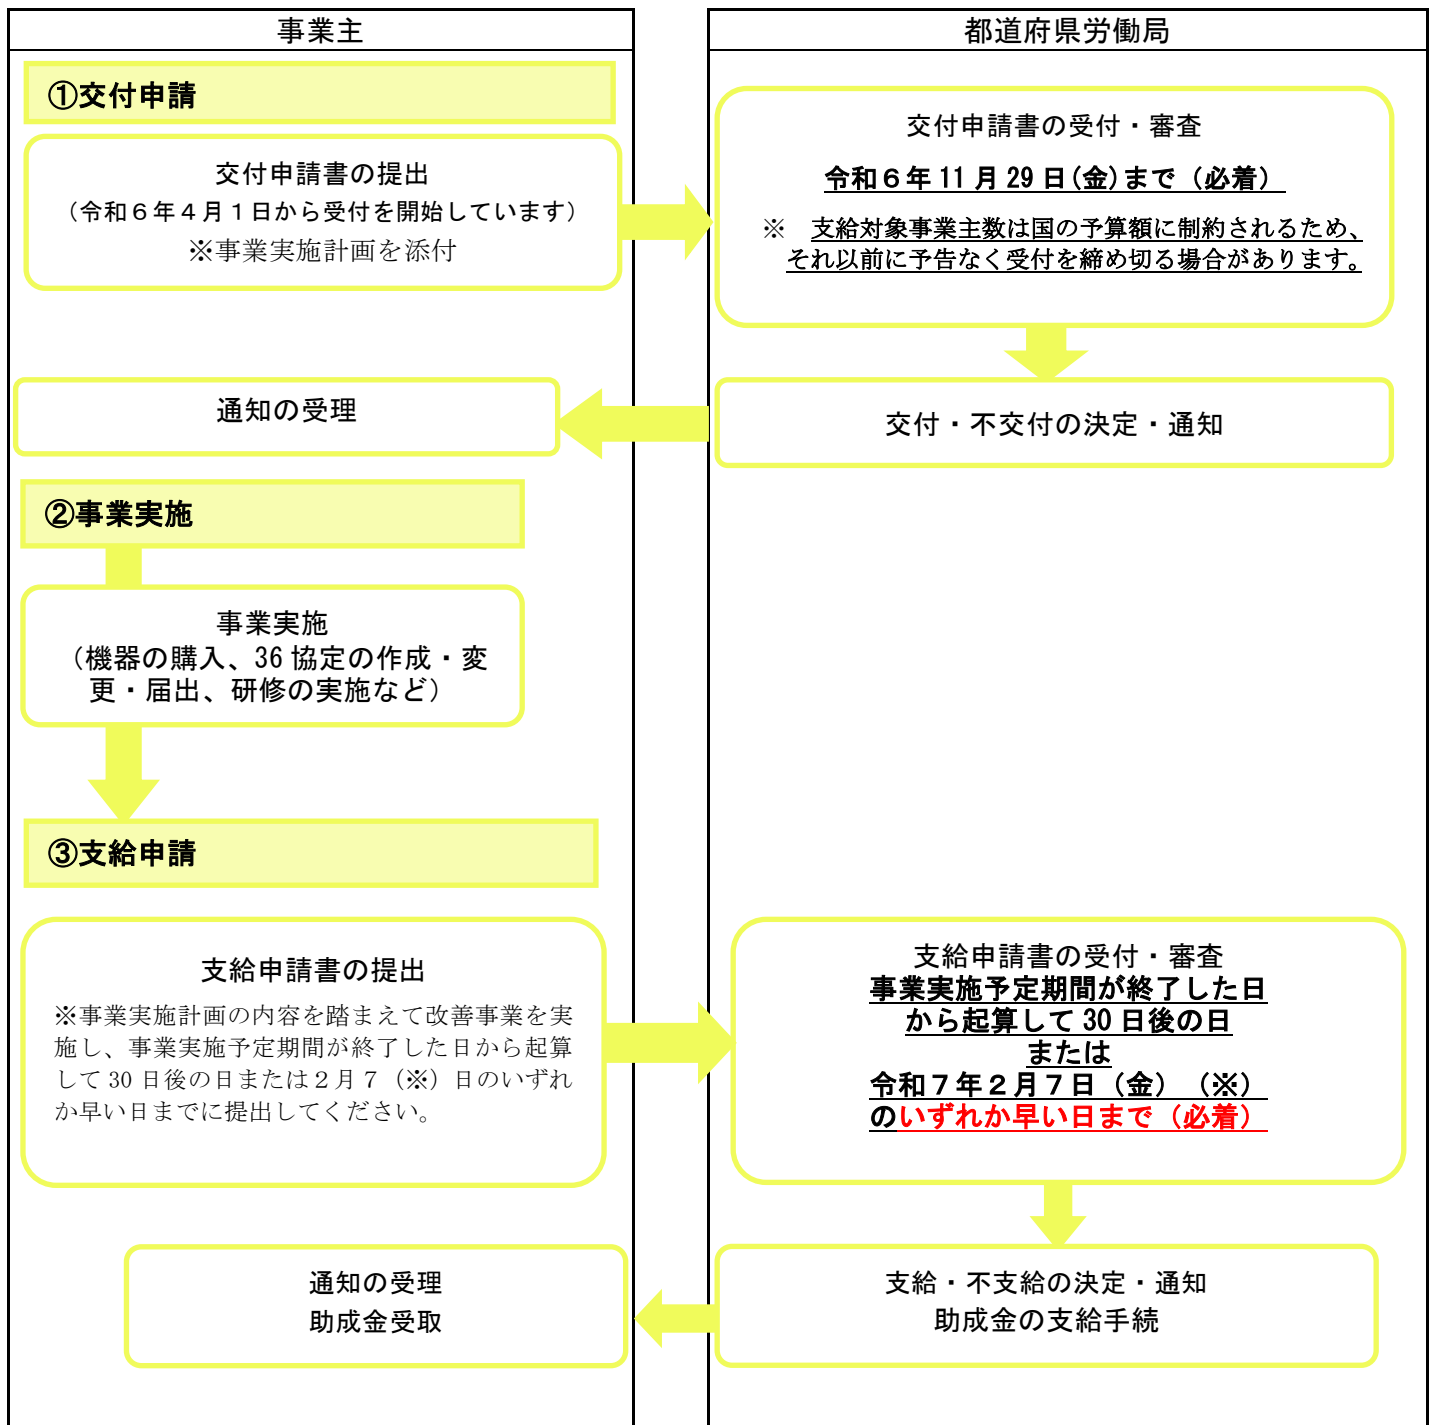 事業主
都道府県労働局
①交付申請
交付申請書の提出
（令和６年４月１日から受付を開始しています）
※事業実施計画を添付
交付申請書の受付・審査
令和６年 11 月 29 日(金)まで（必着）
※　支給対象事業主数は国の予算額に制約されるため、
それ以前に予告なく受付を締め切る場合があります。
通知の受理
交付・不交付の決定・通知
②事業実施
事業実施
（機器の購入、36 協定の作成・変
更・届出、研修の実施など）
③支給申請
支給申請書の提出
※事業実施計画の内容を踏まえて改善事業を実
施し、事業実施予定期間が終了した日から起算
して 30 日後の日または２月７（※）日のいずれ
か早い日までに提出してください。
支給申請書の受付・審査
事業実施予定期間が終了した日
から起算して 30 日後の日
または
令和７年２月７日（金）（※）
のいずれか早い日まで（必着）
通知の受理
助成金受取
支給・不支給の決定・通知
助成金の支給手続